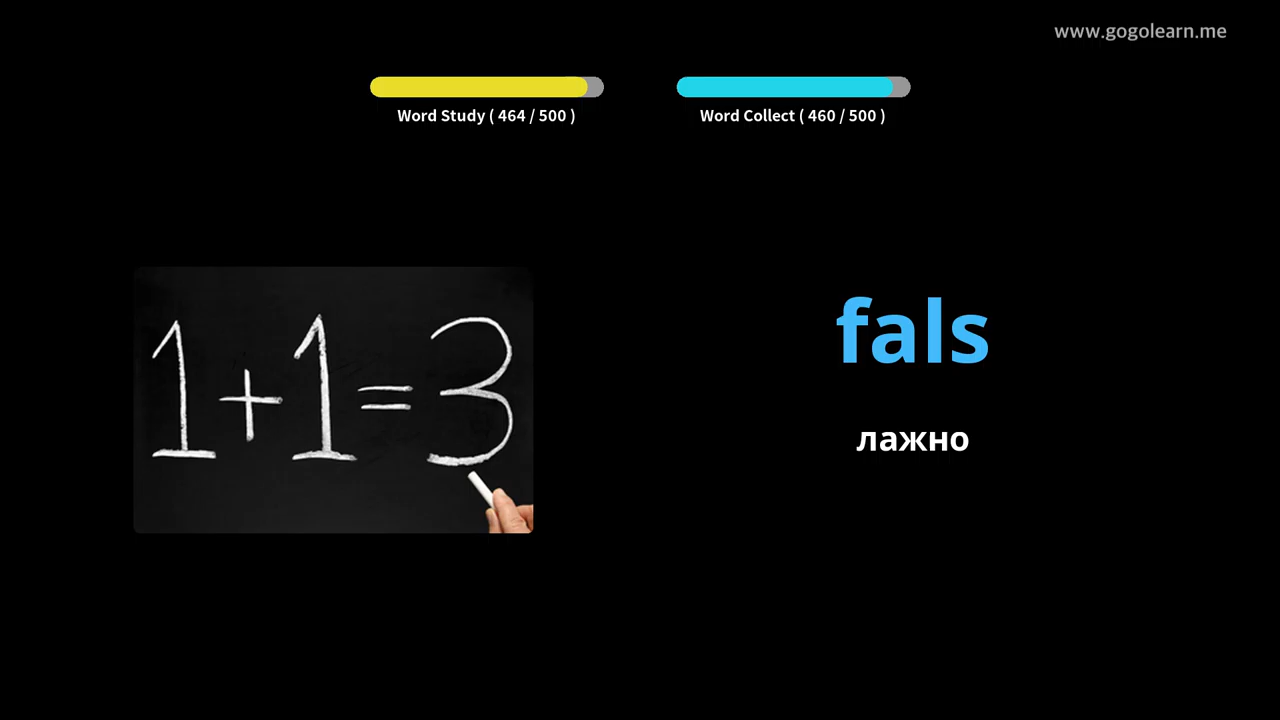 www.gogolearn.me
Word Study ( 464 / 500 )
Word Collect ( 460 / 500 )
1+1=3
fals
лажно